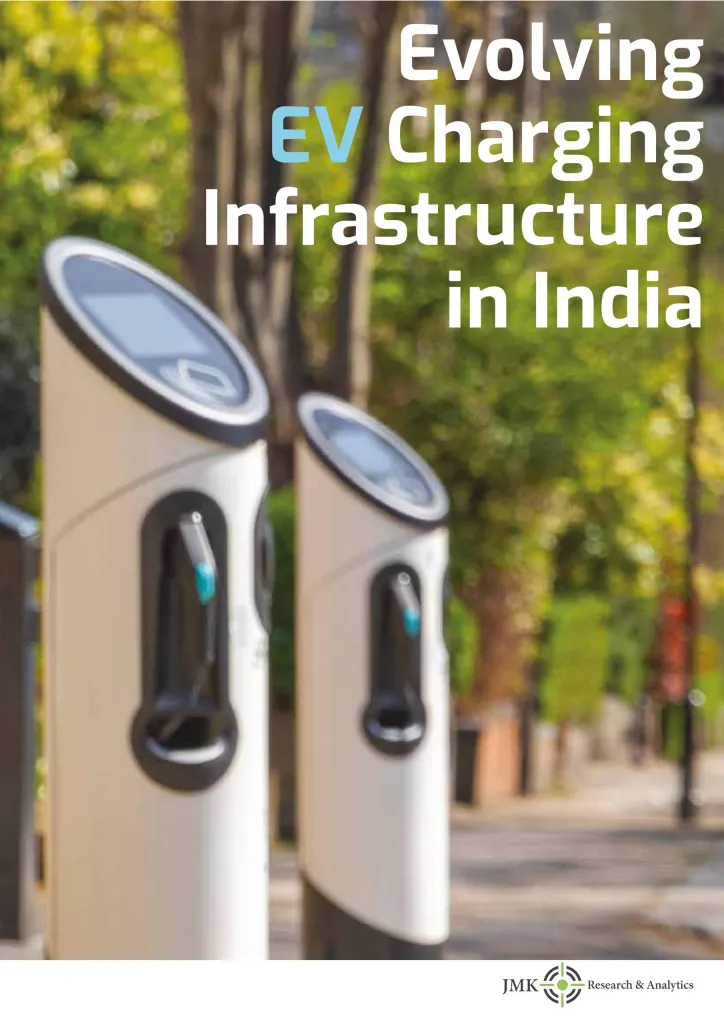 Evolving
EV Charging
Infrastructure
in India
JMK Research & Analytics